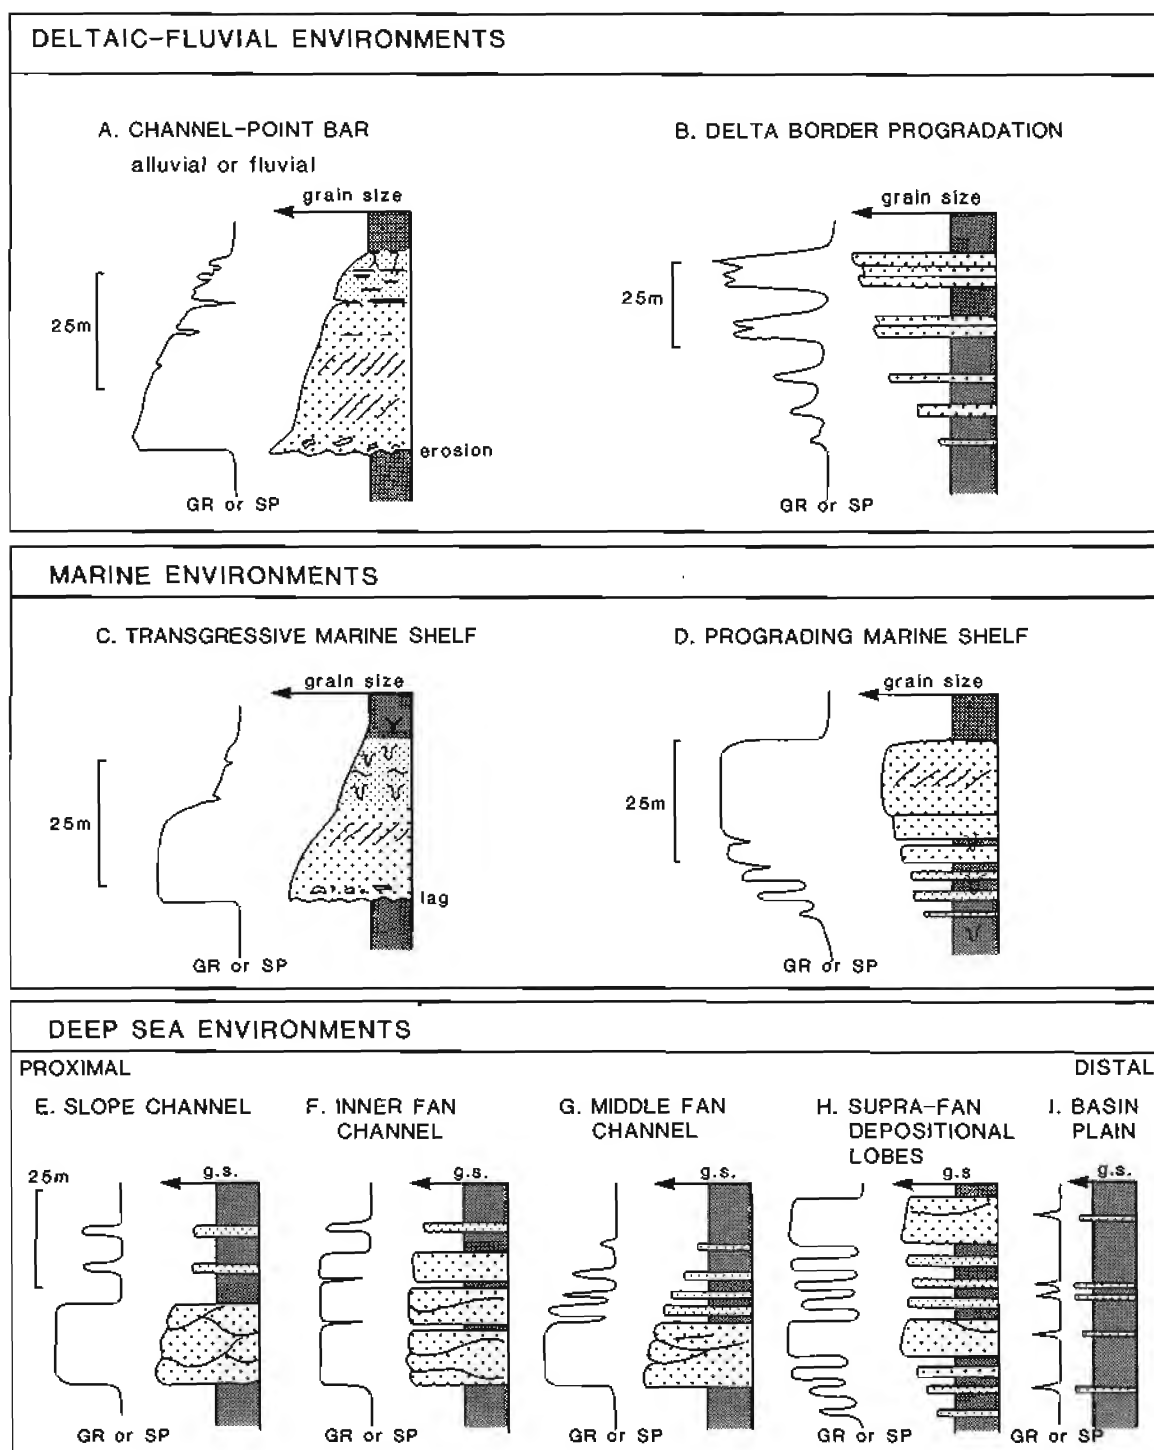 DELTAIC-FLUVIAL ENVIRONMENTS
A. CHANNEL-POINT BAR
alluvial or fluvial
grain size
25m
erosion
GR or SP
B. DELTA BORDER PROGRADATION
grain size
25m
GR or SP
MARINE ENVIRONMENTS
C. TRANSGRESSIVE MARINE SHELF
grain size
25m
lag
GR or SP
D. PROGRADING MARINE SHELF
grain size
25m
GR or SP
DEEP SEA ENVIRONMENTS
PROXIMAL
DISTAL
E. SLOPE CHANNEL
25m
g.s.
GR or SP
F. INNER FAN
CHANNEL
g.s.
GR or SP
G. MIDDLE FAN
CHANNEL
g.s.
GR or SP
H. SUPRA-FAN
DEPOSITIONAL
LOBES
g.s
GR or SP
I. BASIN
PLAIN
g.s.
GR or SP